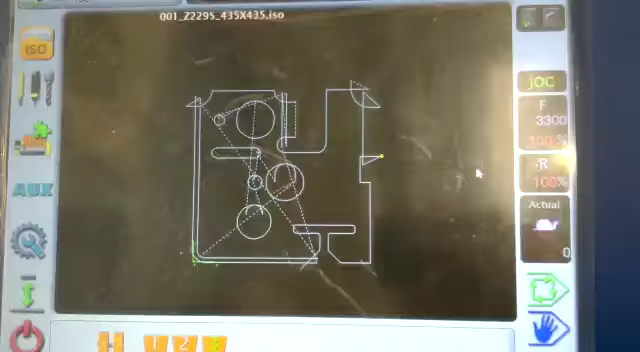 001_Z2295_435X435.iso
ISO
JOG
F
3300
100 %
R
100%
AUX
Actual
0